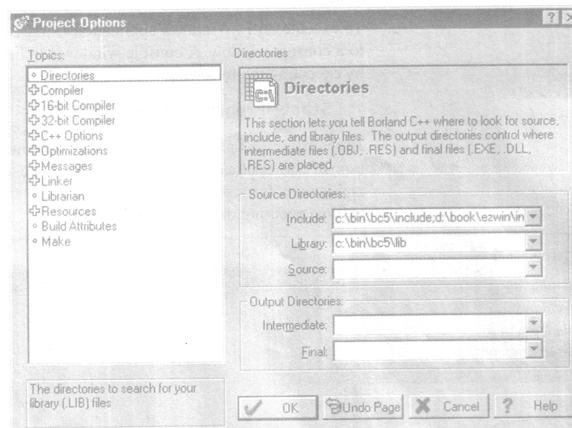 Project Options
Topics:
Directories
Compiler
16-bit Compiler
32-bit Compiler
C++ Options
Optimizations
Messages
Linker
Librarian
Resources
Build Attributes
Make
The directories to search for your
library (.LIB) files
Directories
c:\
Directories
This section lets you tell Borland C++ where to look for source,
include, and library files. The output directories control where
intermediate files (.OBJ, .RES) and final files (.EXE, .DLL,
.RES) are placed.
Source Directories:
Include: c:\bin\bc5\include;d:\book\ezwin\in
Library: c:\bin\bc5\lib
Source:
Output Directories:
Intermediate:
Final:
OK
Undo Page
Cancel
? Help